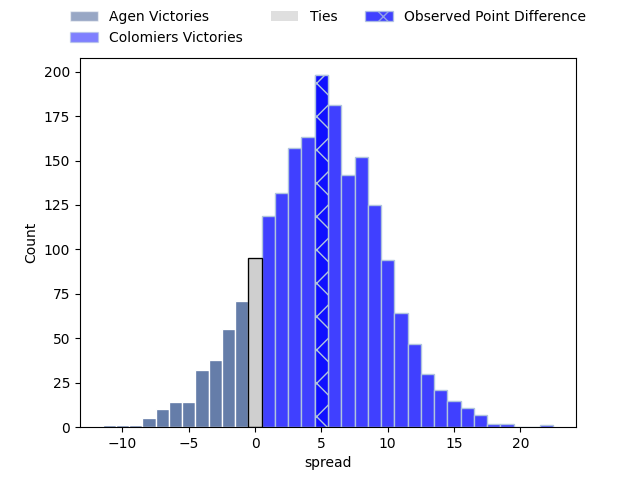 Agen Victories
Ties
Observed Point Difference
Colomiers Victories
200
175
150
125
100
75
50
25
0
Count
−10 −5 0 5 10 15 20
spread